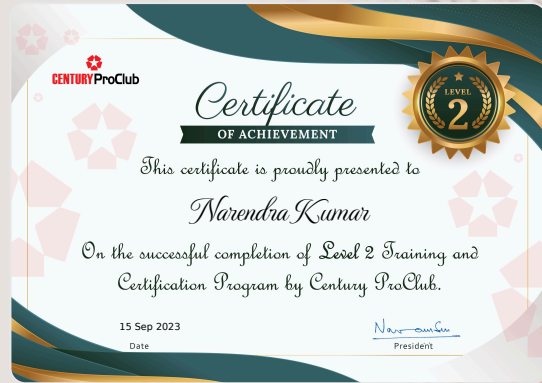 CENTURY ProClub
LEVEL
2
Certificate
OF ACHIEVEMENT
This certificate is proudly presented to
Narendra Kumar
On the successful completion of Level 2 Training and
Certification Program by Century ProClub.
15 Sep 2023
Date
President